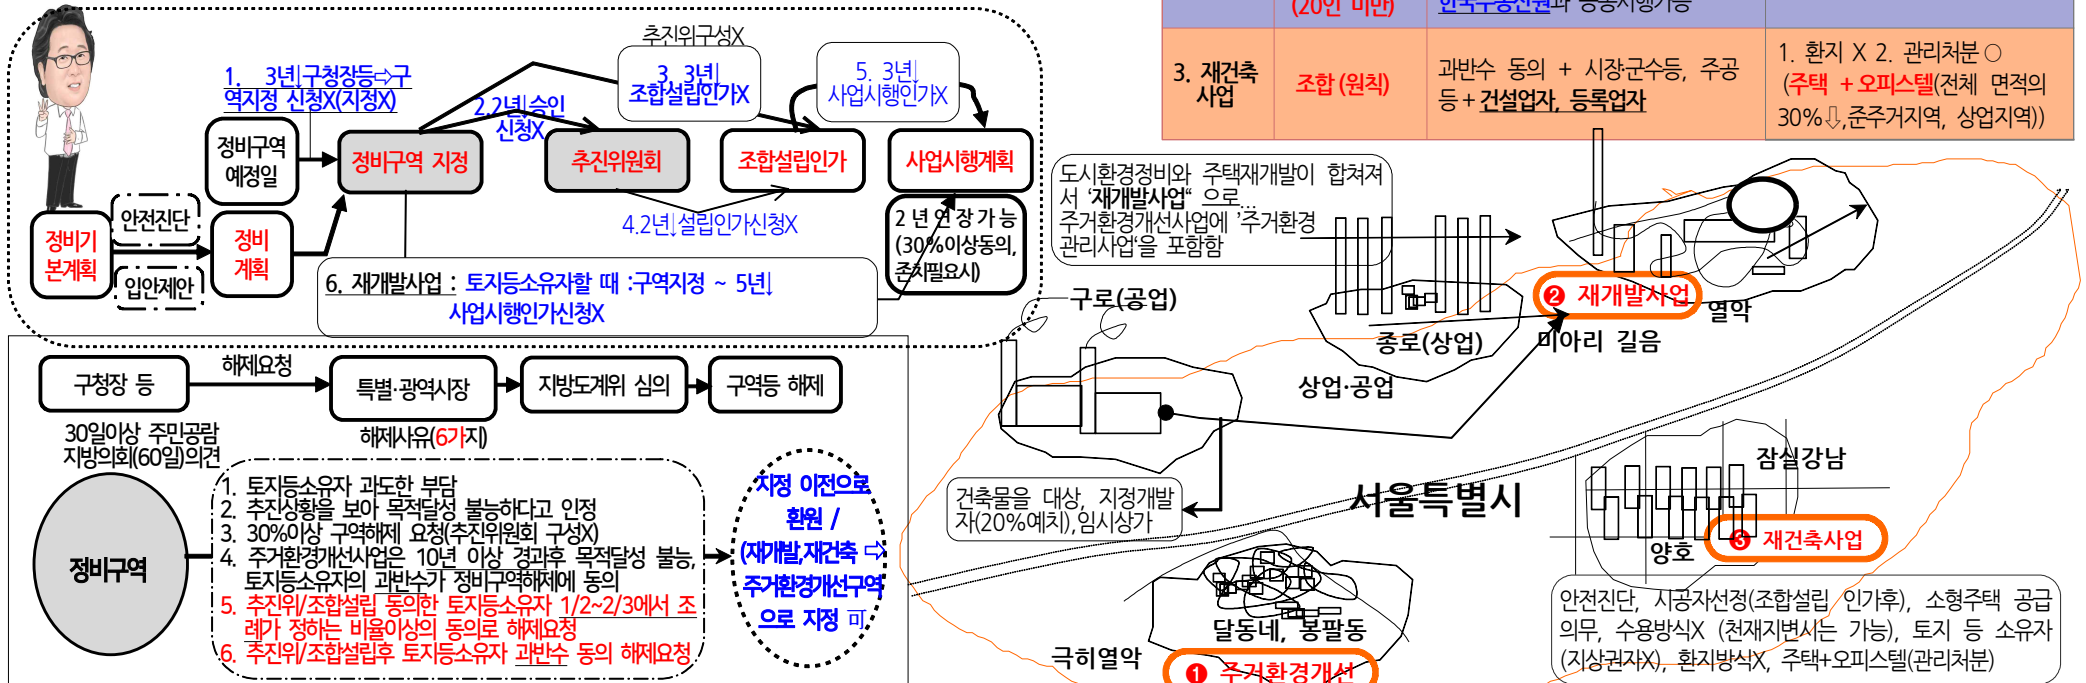 추진위구성X
1. 3년↓구청장등⇨구
역지정 신청X(지정X)
2.2년↓승인
신청X
3. 3년↓
조합설립인가X
5. 3년↓
사업시행인가X
정비구역
예정일
정비구역 지정
추진위원회
조합설립인가
사업시행계획
안전진단
입안제안
정비기
본계획
정비
계획
4.2년↓설립인가신청X
2년연장가능
(30%이상동의,
존치필요시)
6. 재개발사업 : 토지등소유자할 때 :구역지정 ~ 5년↓
사업시행인가신청X
구청장 등
해제요청
특별·광역시장
지방도계위 심의
구역등 해제
30일이상 주민공람
지방의회(60일)의견
해제사유(6가지)
정비구역
1. 토지등소유자 과도한 부담
2. 추진상황을 보아 목적달성 불능하다고 인정
3. 30%이상 구역해제 요청(추진위원회 구성X)
4. 주거환경개선사업은 10년 이상 경과후 목적달성 불능,
토지등소유자의 과반수가 정비구역해제에 동의
5. 추진위/조합설립 동의한 토지등소유자 1/2~2/3에서 조
례가 정하는 비율이상의 동의로 해제요청
6. 추진위/조합설립후 토지등소유자 과반수 동의 해제요청
지정 이전으로
환원 /
(재개발,재건축 ⇨
주거환경개선구역
으로 지정 可
(20인 미만)
한국부동산원과 공동시행가능
3. 재건축
사업
조합 (원칙)
과반수 동의 + 시장·군수등, 주공
등 + 건설업자, 등록업자
1. 환지 X 2. 관리처분 ○
(주택 +오피스텔(전체 면적의
30%⇩,준주거지역, 상업지역))
도시환경정비와 주택재개발이 합쳐져
서 '재개발사업" 으로...
주거환경개선사업에 '주거환경
관리사업'을 포함함
구로(공업)
종로(상업)
상업·공업
❷ 재개발사업
열악
미아리 길음
건축물을 대상, 지정개발
자(20%예치),임시상가
서울특별시
잠실강남
양호
❸ 재건축사업
안전진단, 시공자선정(조합설립 인가후), 소형주택 공급
의무, 수용방식X (천재지변시는 가능), 토지 등 소유자
(지상권자X), 환지방식X, 주택+오피스텔(관리처분)
달동네, 봉팔동
극히열악
❶ 주거환경개선